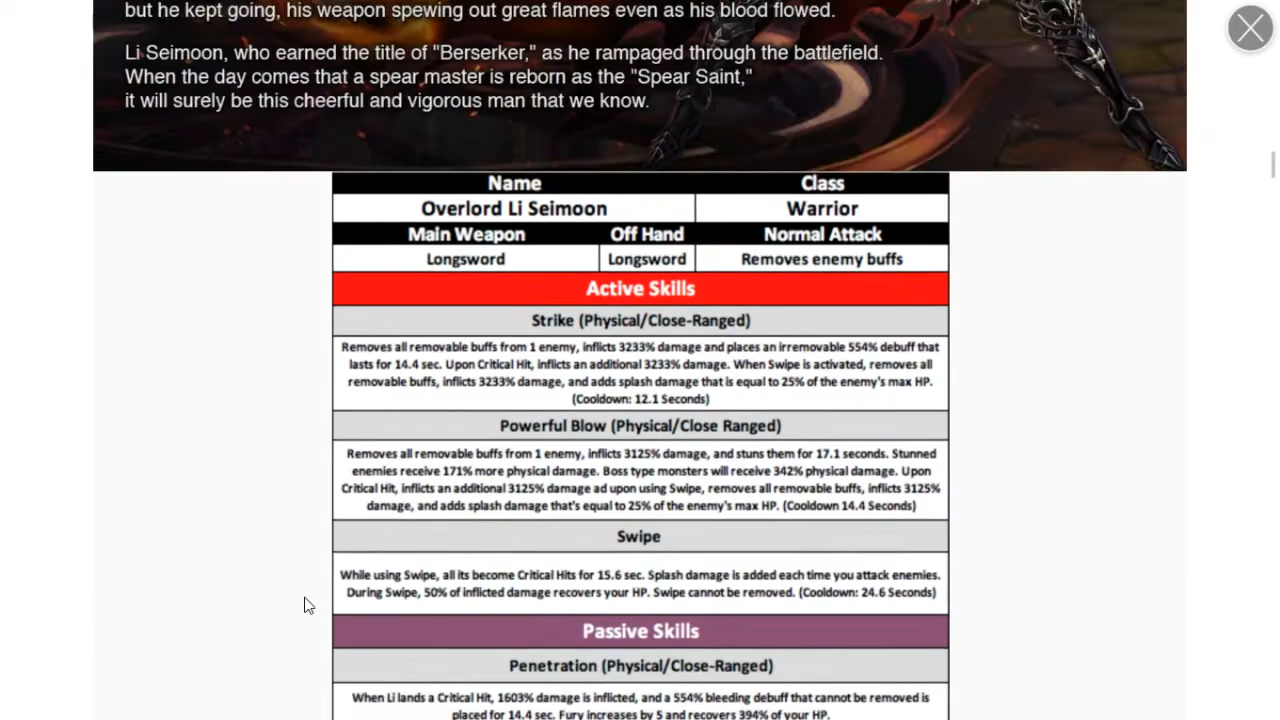 but he kept going, his weapon spewing out great flames even as his blood flowed.
Li Seimoon, who earned the title of "Berserker," as he rampaged through the battlefield.
When the day comes that a spear master is reborn as the "Spear Saint,"
it will surely be this cheerful and vigorous man that we know.
Name Class
Overlord Li Seimoon Warrior
Main Weapon Off Hand Normal Attack
Longsword Longsword Removes enemy buffs
Active Skills
Strike (Physical/Close-Ranged)
Removes all removable buffs from 1 enemy, inflicts 3233% damage and places an irremovable 554% debuff that
lasts for 14.4 sec. Upon Critical Hit, inflicts an additional 3233% damage. When Swipe is activated, removes all
removable buffs, inflicts 3233% damage, and adds splash damage that is equal to 25% of the enemy's max HP.
(Cooldown: 12.1 Seconds)
Powerful Blow (Physical/Close Ranged)
Removes all removable buffs from 1 enemy, inflicts 3125% damage, and stuns them for 17.1 seconds. Stunned
enemies receive 171% more physical damage. Boss type monsters will receive 342% physical damage. Upon
Critical Hit, inflicts an additional 3125% damage ad upon using Swipe, removes all removable buffs, inflicts 3125%
damage, and adds splash damage that's equal to 25% of the enemy's max HP. (Cooldown 14.4 Seconds)
Swipe
While using Swipe, all its become Critical Hits for 15.6 sec. Splash damage is added each time you attack enemies.
During Swipe, 50% of inflicted damage recovers your HP. Swipe cannot be removed. (Cooldown: 24.6 Seconds)
Passive Skills
Penetration (Physical/Close-Ranged)
When Li lands a Critical Hit, 1603% damage is inflicted, and a 554% bleeding debuff that cannot be removed is
placed for 14.4 sec. Fury increases by 5 and recovers 394% of your HP.